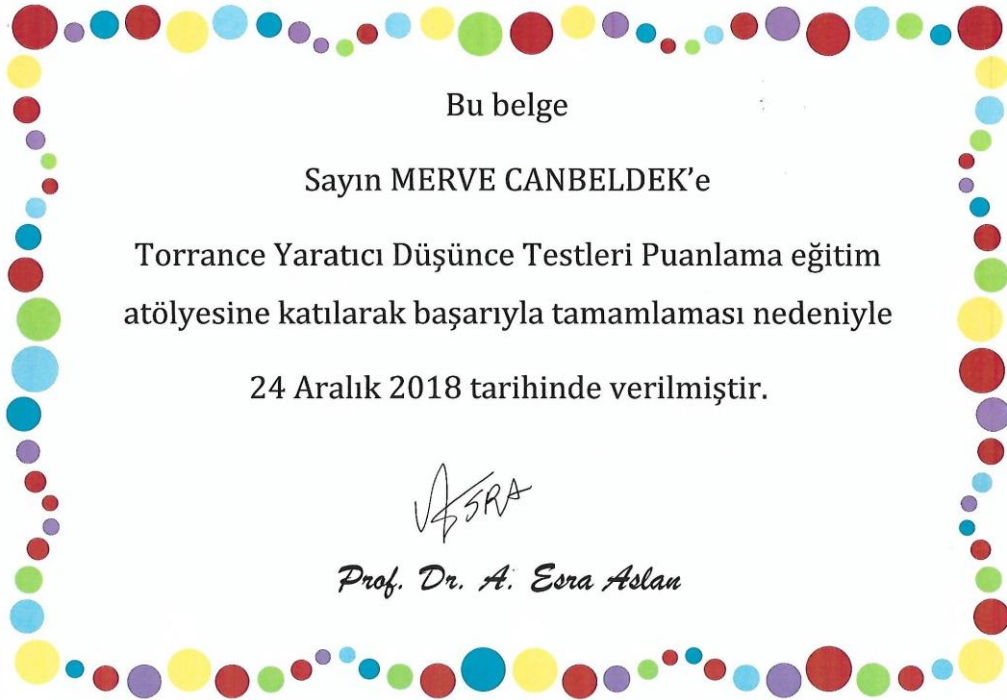 Bu belge
Sayın MERVE CANBELDEK’e
Torrance Yaratıcı Düşünce Testleri Puanlama eğitim
atölyesine katılarak başarıyla tamamlaması nedeniyle
24 Aralık 2018 tarihinde verilmiştir.
ESRA
Prof. Dr. A. Esra Aslan